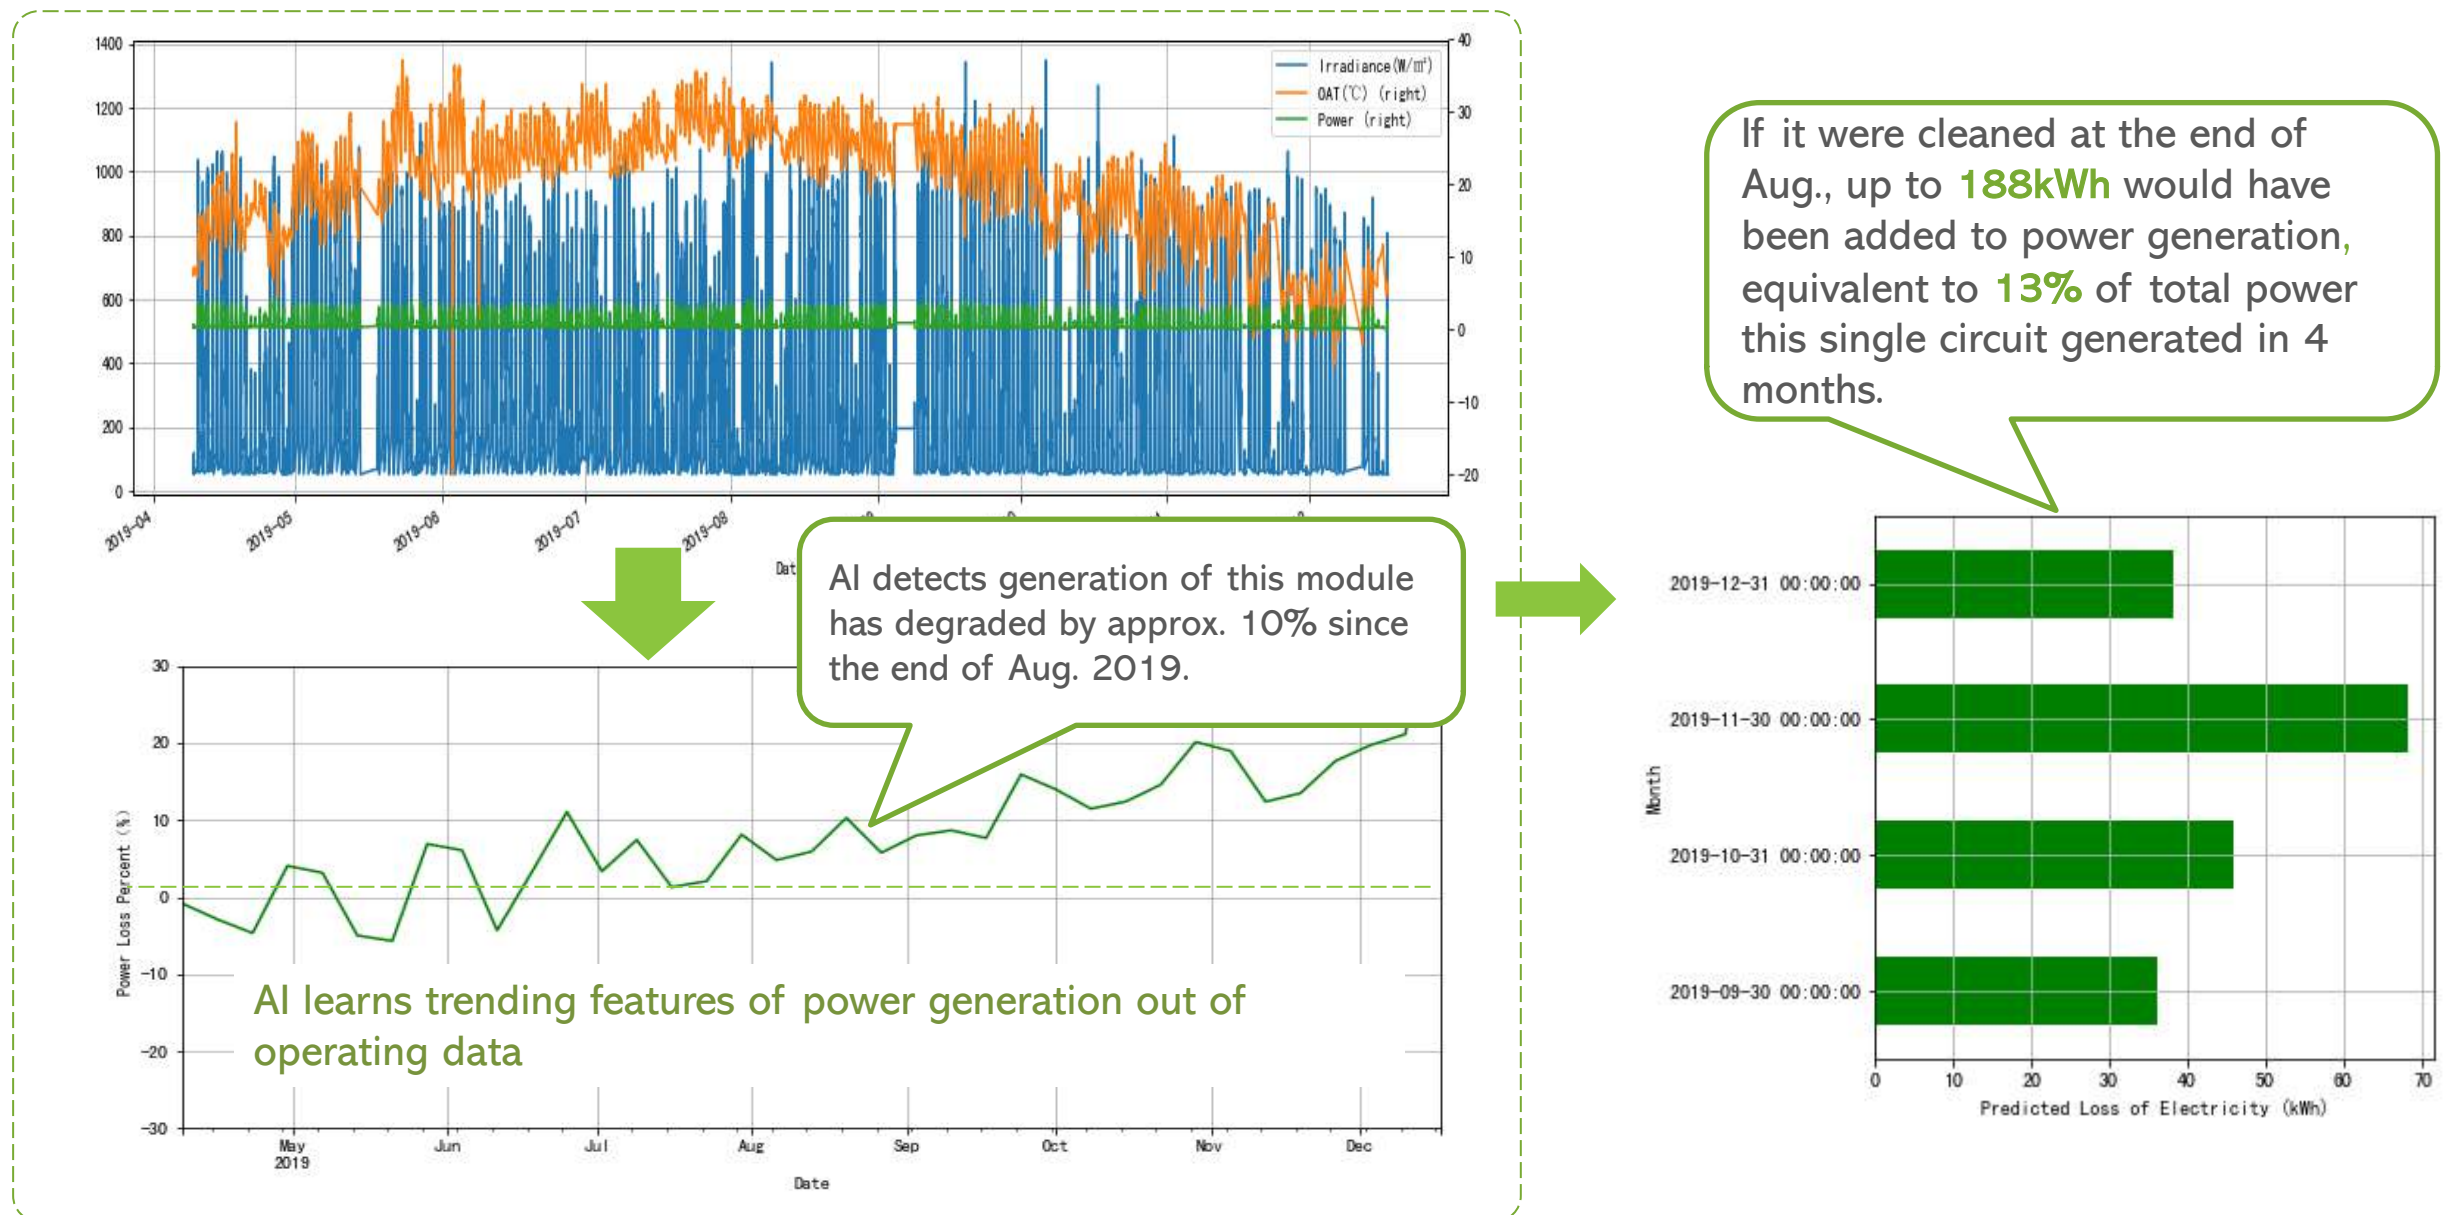 1400
1200
1000
800
600
400
200
0
40
30
20
10
0
-10
-20
Irradiance(W/㎡)
OAT(℃) (right)
Power (right)
2019-04
2019-05
2019-06
2019-07
2019-08
AI detects generation of this module
has degraded by approx. 10% since
the end of Aug. 2019.
30
20
10
0
-10
-20
-30
Power Loss Percent (%)
AI learns trending features of power generation out of
operating data
May
2019
Jun
Jul
Aug
Sep
Oct
Nov
Dec
Date
If it were cleaned at the end of
Aug., up to 188kWh would have
been added to power generation,
equivalent to 13% of total power
this single circuit generated in 4
months.
2019-12-31 00:00:00
2019-11-30 00:00:00
2019-10-31 00:00:00
2019-09-30 00:00:00
Month
0
10
20
30
40
50
60
70
Predicted Loss of Electricity (kWh)